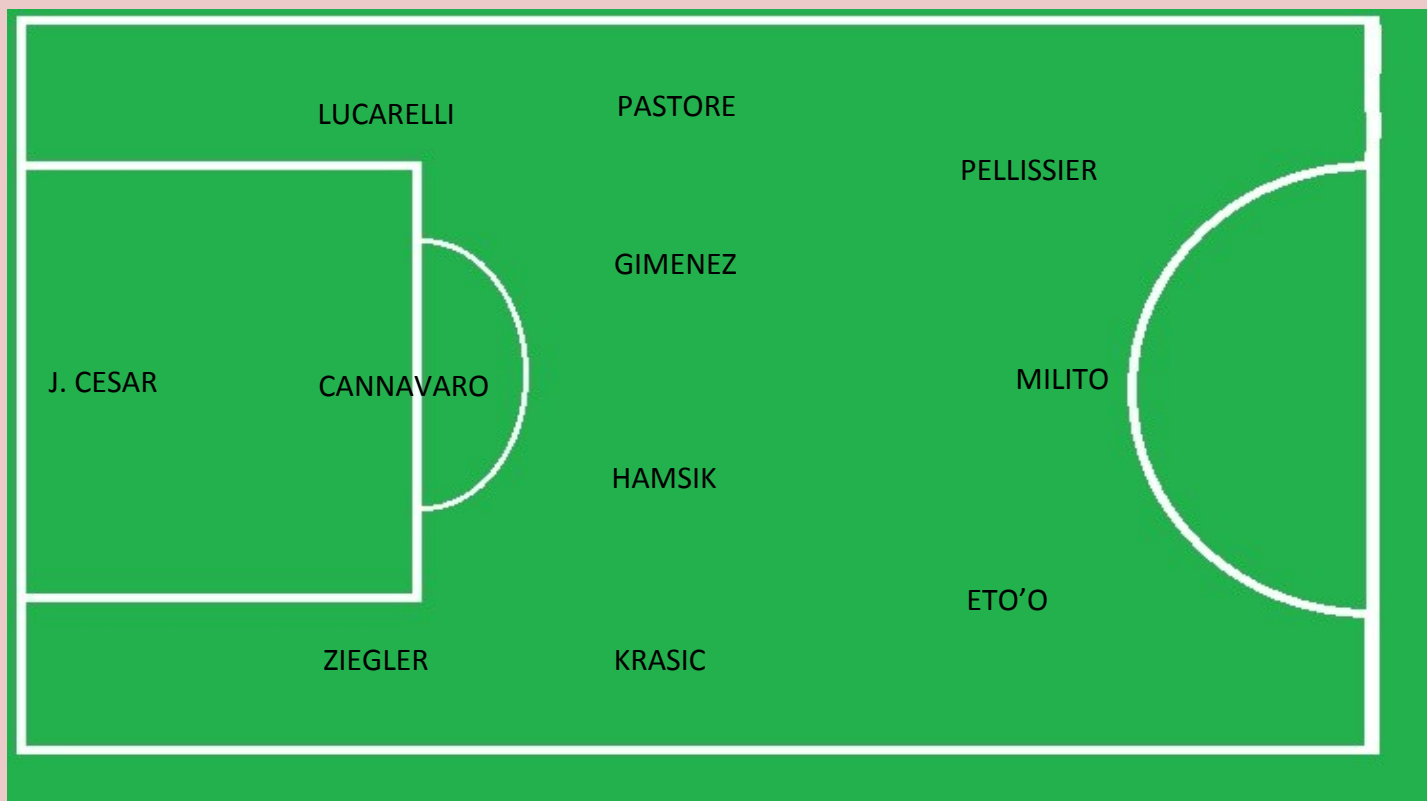 PASTORE
LUCARELLI
PELLISSIER
GIMENEZ
J. CESAR
CANNAVARO
MILITO
HAMSIK
ETO’O
ZIEGLER
KRASIC